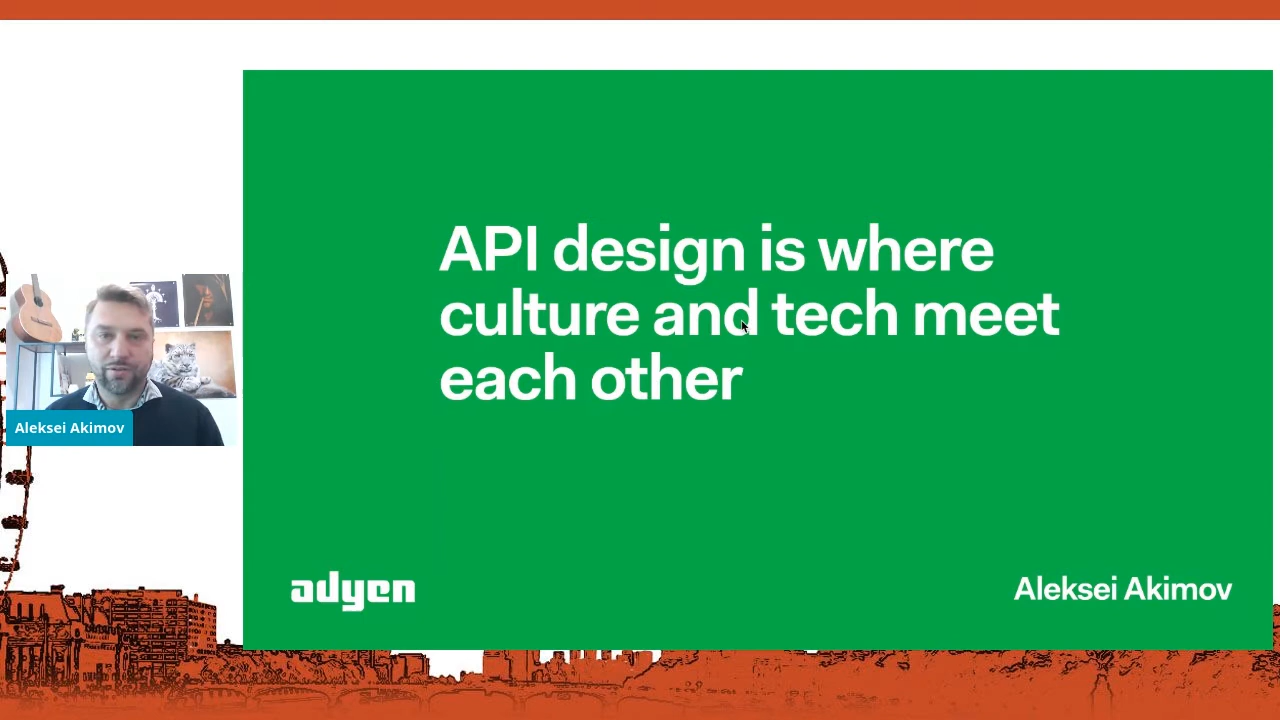 API design is where
culture and tech meet
each other
Aleksei Akimov
adyen
Aleksei Akimov